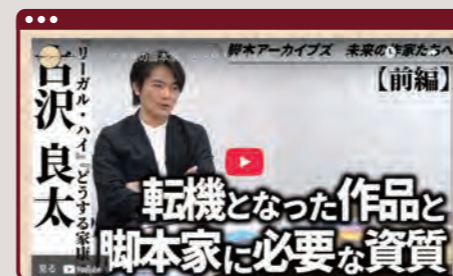 脚本アーカイブズ 未来の作家たちへ
【前編】
『リーガル・ハイ』『どうする家康』
古沢良太
転機となった作品と
脚本家に必要な資質
見る YouTube